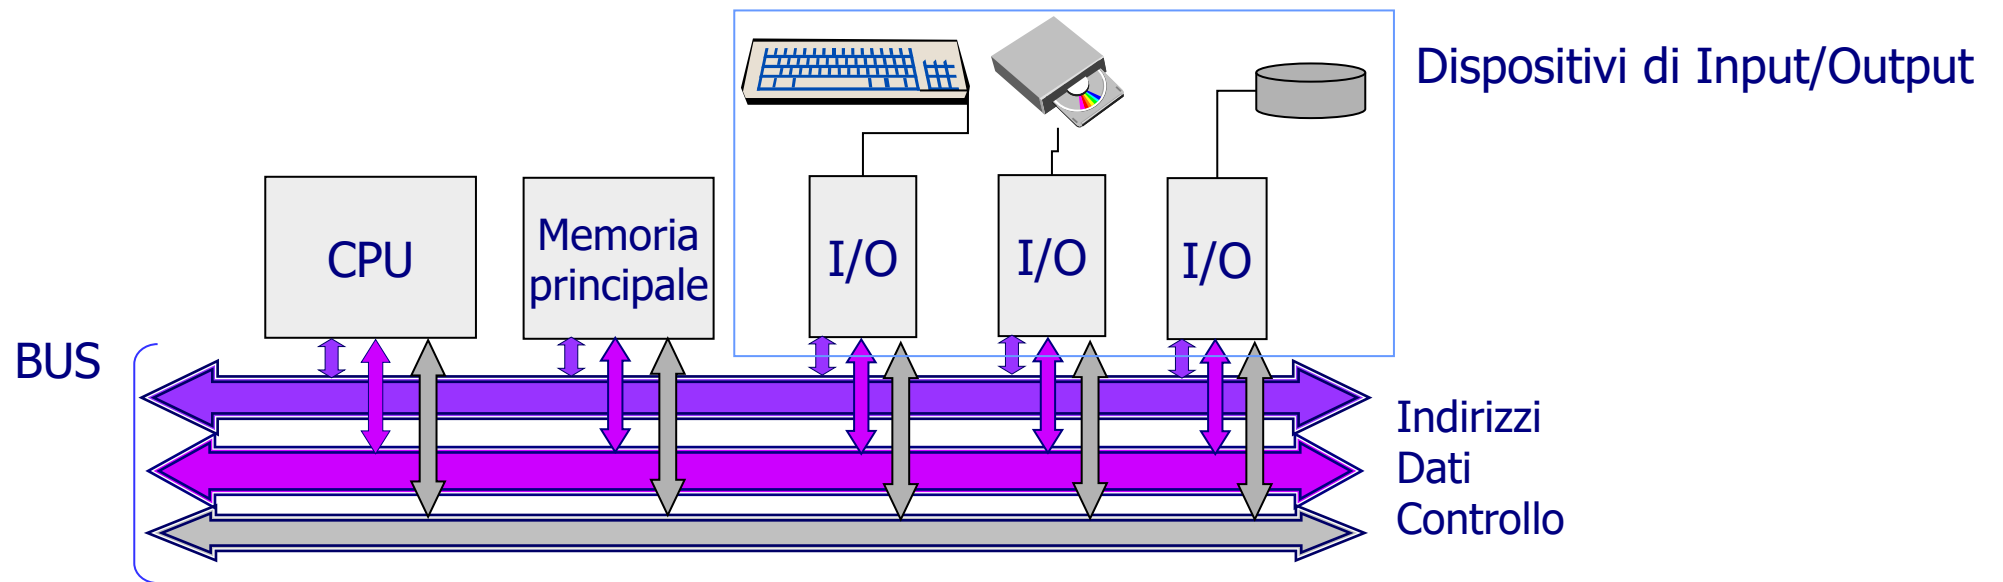 Dispositivi di Input/Output
CPU
Memoria
principale
I/O
I/O
I/O
BUS
Indirizzi
Dati
Controllo